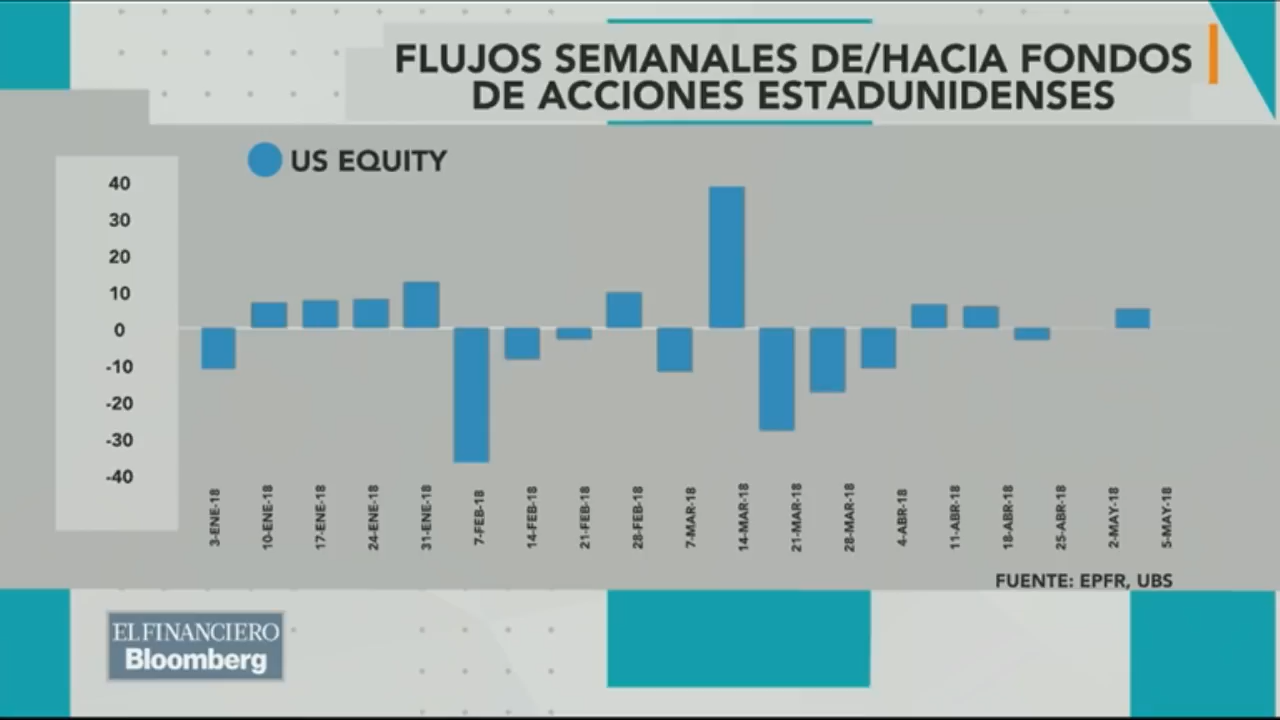 FLUJOS SEMANALES DE/HACIA FONDOS
DE ACCIONES ESTADUNIDENSES
US EQUITY
40
30
20
10
0
-10
-20
-30
-40
3-ENE-18
10-ENE-18
17-ENE-18
24-ENE-18
31-ENE-18
7-FEB-18
14-FEB-18
21-FEB-18
28-FEB-18
7-MAR-18
14-MAR-18
21-MAR-18
28-MAR-18
4-ABR-18
11-ABR-18
18-ABR-18
25-ABR-18
2-MAY-18
5-MAY-18
FUENTE: EPFR, UBS
EL FINANCIERO
Bloomberg